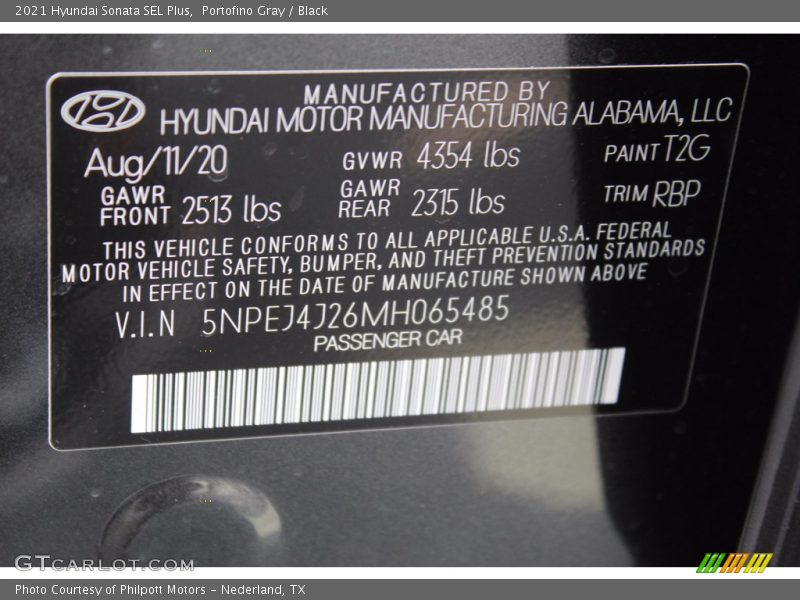 2021 Hyundai Sonata SEL Plus, Portofino Gray / Black
MANUFACTURED BY
HYUNDAI MOTOR MANUFACTURING ALABAMA, LLC
Aug/11/20 GVWR 4354 lbs PAINT T2G
GAWR FRONT 2513 lbs GAWR REAR 2315 lbs TRIM RBP
THIS VEHICLE CONFORMS TO ALL APPLICABLE U.S.A. FEDERAL
MOTOR VEHICLE SAFETY, BUMPER, AND THEFT PREVENTION STANDARDS
IN EFFECT ON THE DATE OF MANUFACTURE SHOWN ABOVE
V.I.N 5NPEJ4J26MH065485
PASSENGER CAR
GTCARLOT.COM
Photo Courtesy of Philpott Motors - Nederland, TX